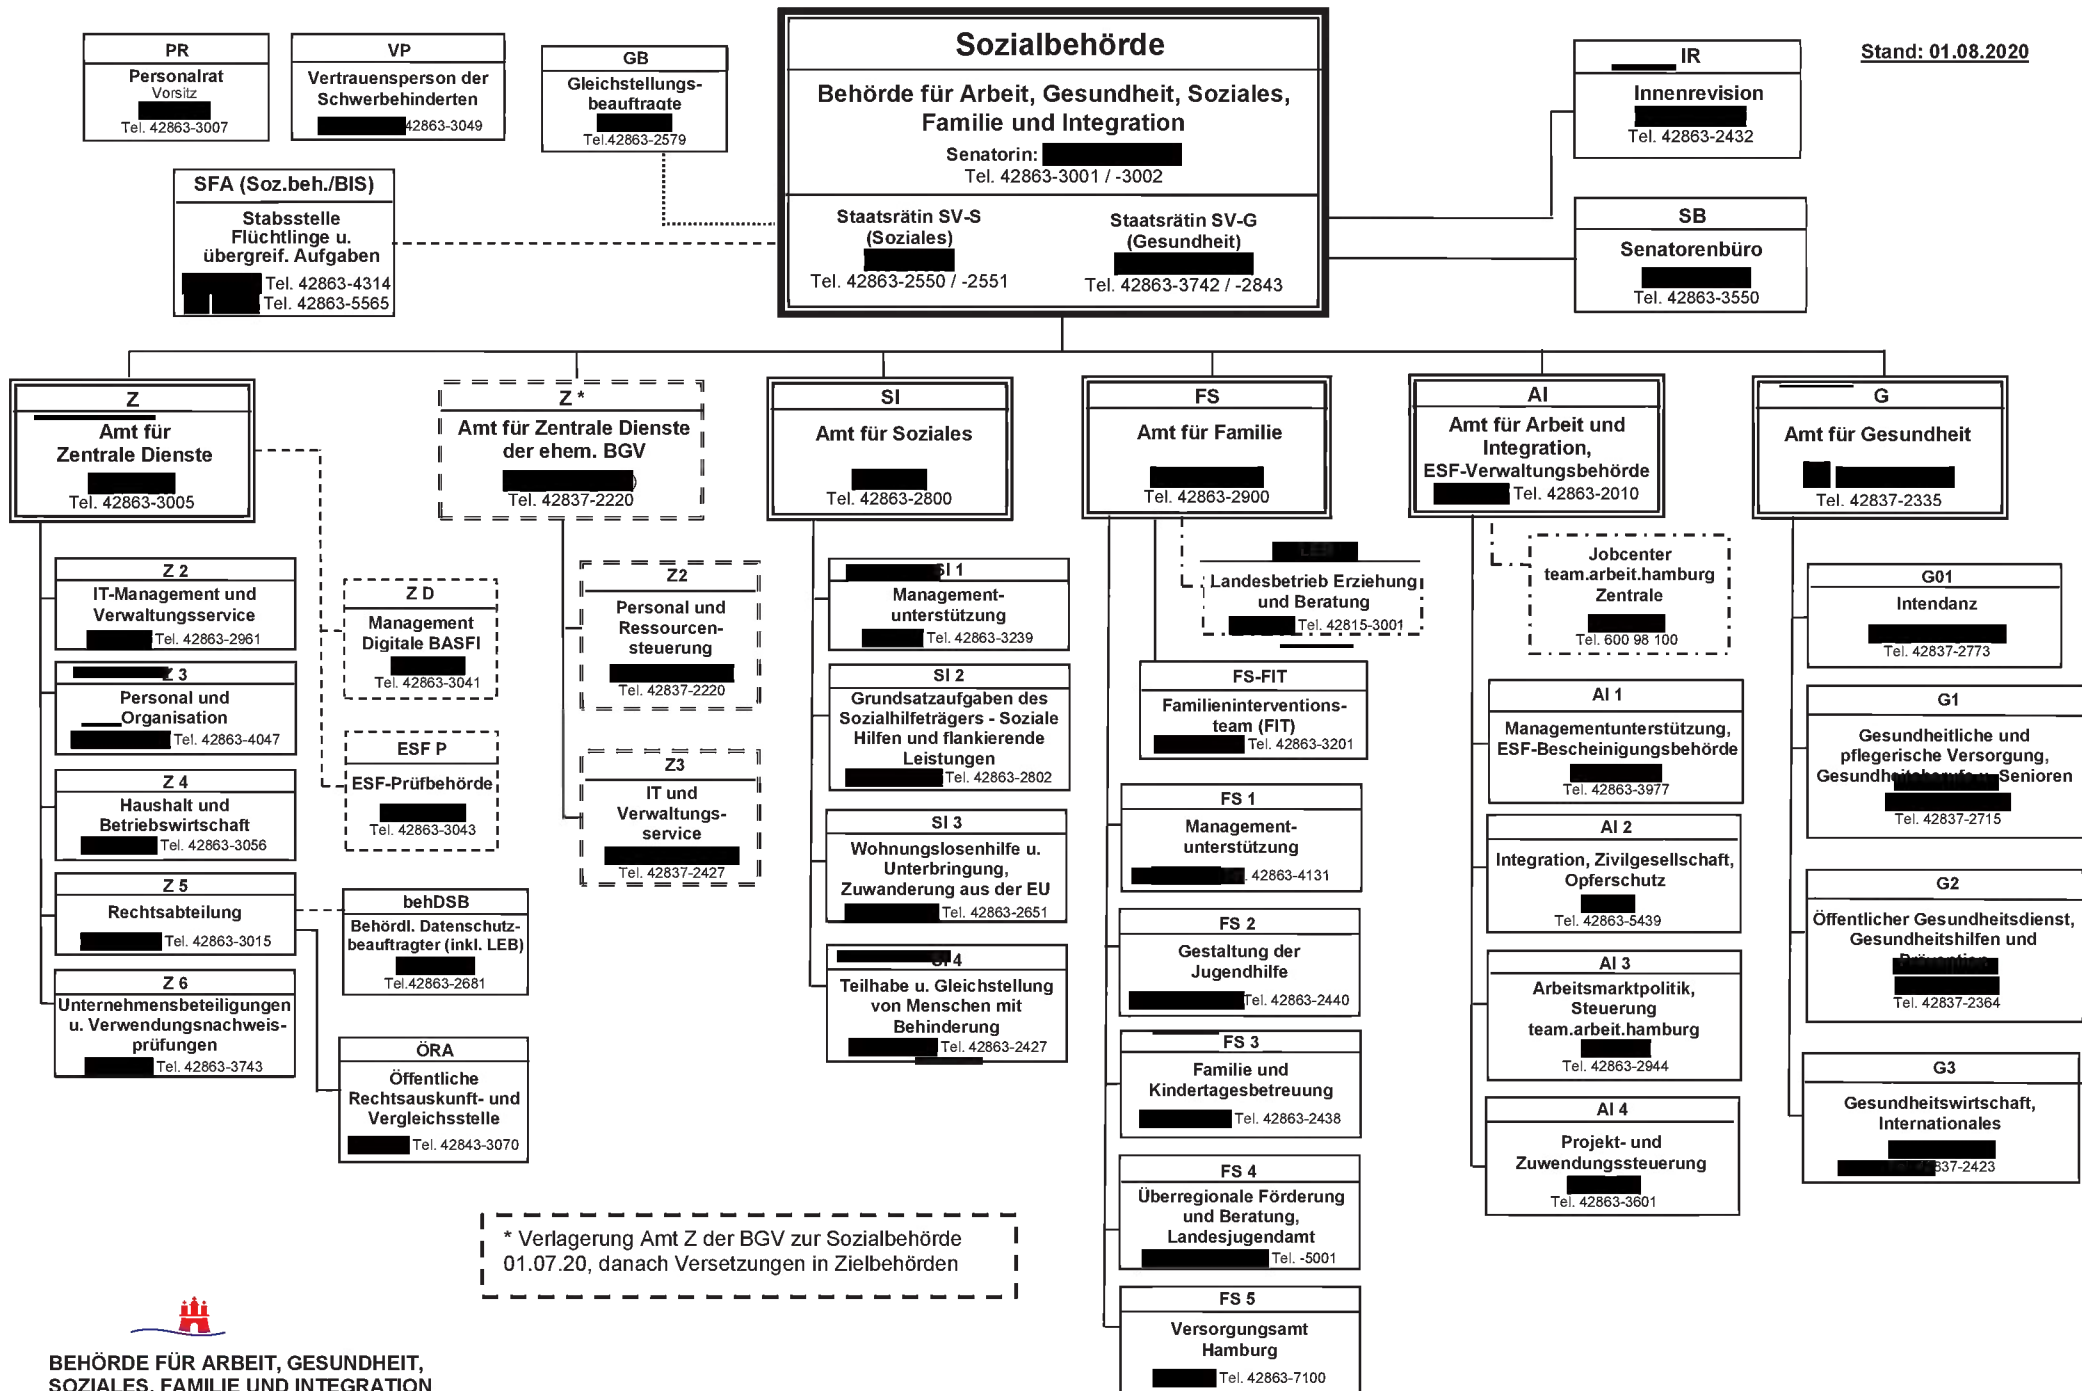 PR
Personalrat
Vorsitz
Tel. 42863-3007
VP
Vertrauensperson der
Schwerbehinderten
42863-3049
GB
Gleichstellungs-
beauftragte
Tel.42863-2579
Sozialbehörde
Behörde für Arbeit, Gesundheit, Soziales,
Familie und Integration
Senatorin:
Tel. 42863-3001 / -3002
Staatsrätin SV-S
(Soziales)
Tel. 42863-2550 / -2551
Staatsrätin SV-G
(Gesundheit)
Tel. 42863-3742 / -2843
IR
Innenrevision
Tel. 42863-2432
Stand: 01.08.2020
SFA (Soz.beh./BIS)
Stabsstelle
Flüchtlinge u.
übergreif. Aufgaben
Tel. 42863-4314
Tel. 42863-5565
SB
Senatorenbüro
Tel. 42863-3550
Z
Amt für
Zentrale Dienste
Tel. 42863-3005
Z *
Amt für Zentrale Dienste
der ehem. BGV
Tel. 42837-2220
SI
Amt für Soziales
Tel. 42863-2800
FS
Amt für Familie
Tel. 42863-2900
AI
Amt für Arbeit und
Integration,
ESF-Verwaltungsbehörde
Tel. 42863-2010
G
Amt für Gesundheit
Tel. 42837-2335
Z 2
IT-Management und
Verwaltungsservice
Tel. 42863-2961
Z 3
Personal und
Organisation
Tel. 42863-4047
Z 4
Haushalt und
Betriebswirtschaft
Tel. 42863-3056
Z 5
Rechtsabteilung
Tel. 42863-3015
Z 6
Unternehmensbeteiligungen
u. Verwendungsnachweis-
prüfungen
Tel. 42863-3743
Z D
Management
Digitale BASFI
Tel. 42863-3041
ESF P
ESF-Prüfbehörde
Tel. 42863-3043
behDSB
Behördl. Datenschutz-
beauftragter (inkl. LEB)
Tel.42863-2681
ÖRA
Öffentliche
Rechtsauskunft- und
Vergleichsstelle
Tel. 42843-3070
Z2
Personal und
Ressourcen-
steuerung
Tel. 42837-2220
Z3
IT und
Verwaltungs-
service
Tel. 42837-2427
SI 1
Management-
unterstützung
Tel. 42863-3239
SI 2
Grundsatzaufgaben des
Sozialhilfeträgers - Soziale
Hilfen und flankierende
Leistungen
Tel. 42863-2802
SI 3
Wohnungslosenhilfe u.
Unterbringung,
Zuwanderung aus der EU
Tel. 42863-2651
SI 4
Teilhabe u. Gleichstellung
von Menschen mit
Behinderung
Tel. 42863-2427
Landesbetrieb Erziehung
und Beratung
Tel. 42815-3001
FS-FIT
Familieninterventions-
team (FIT)
Tel. 42863-3201
FS 1
Management-
unterstützung
42863-4131
FS 2
Gestaltung der
Jugendhilfe
Tel. 42863-2440
FS 3
Familie und
Kindertagesbetreuung
Tel. 42863-2438
FS 4
Überregionale Förderung
und Beratung,
Landesjugendamt
Tel. -5001
FS 5
Versorgungsamt
Hamburg
Tel. 42863-7100
Jobcenter
team.arbeit.hamburg
Zentrale
Tel. 600 98 100
AI 1
Managementunterstützung,
ESF-Bescheinigungsbehörde
Tel. 42863-3977
AI 2
Integration, Zivilgesellschaft,
Opferschutz
Tel. 42863-5439
AI 3
Arbeitsmarktpolitik,
Steuerung
team.arbeit.hamburg
Tel. 42863-2944
AI 4
Projekt- und
Zuwendungssteuerung
Tel. 42863-3601
G01
Intendanz
Tel. 42837-2773
G1
Gesundheitliche und
pflegerische Versorgung,
Gesundheitsberufe u. Senioren
Tel. 42837-2715
G2
Öffentlicher Gesundheitsdienst,
Gesundheitshilfen und
Prävention
Tel. 42837-2364
G3
Gesundheitswirtschaft,
Internationales
837-2423
* Verlagerung Amt Z der BGV zur Sozialbehörde
01.07.20, danach Versetzungen in Zielbehörden
BEHÖRDE FÜR ARBEIT, GESUNDHEIT,
SOZIALES, FAMILIE UND INTEGRATION